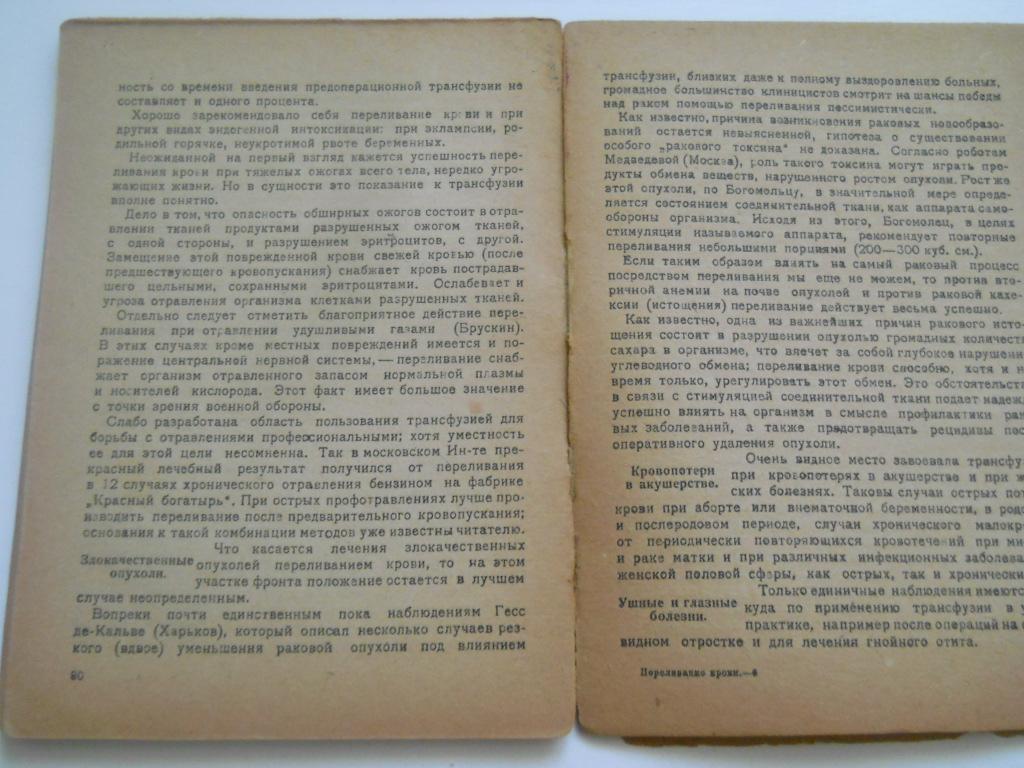 ность со времени введения предоперационной трансфузии не
составляет и одного процента.
Хорошо зарекомендовало себя переливание крови и при
других видах эндогенной интоксикации: при эклампсии, ро-
дильной горячке, неукротимой рвоте беременных.
Неожиданной на первый взгляд кажется успешность пере-
ливания крови при тяжелых ожогах всего тела, нередко угро-
жающих жизни. Но в сущности это показание к трансфузии
вполне понятно.
Дело в том, что опасность обширных ожогов состоит в отра-
влении тканей продуктами разрушенных ожогом тканей,
с одной стороны, и разрушением эритроцитов, с другой.
Замещение этой поврежденной крови свежей кровью (после
предшествующего кровопускания) снабжает кровь пострадав-
шего цельными, сохранными эритроцитами. Ослабевает и
угроза отравления организма клетками разрушенных тканей.
Отдельно следует отметить благоприятное действие пере-
ливания при отравлении удушливыми газами (Брускин).
В этих случаях кроме местных повреждений имеется и по-
ражение центральной нервной системы, — переливание снаб-
жает организм отравленного запасом нормальной плазмы
и носителей кислорода. Этот факт имеет большое значение
с точки зрения военной обороны.
Слабо разработана область пользования трансфузией для
борьбы с отравлениями профессиональными; хотя уместность
ее для этой цели несомненна. Так в московском Ин-те пре-
красный лечебный результат получился от переливания
в 12 случаях хронического отравления бензином на фабрике
„Красный богатырь“. При острых профотравлениях лучше про-
изводить переливание после предварительного кровопускания;
основания к такой комбинации методов уже известны читателю.
Злокачественные опухоли.
Что касается лечения злокачественных
опухолей переливанием крови, то на этом
участке фронта положение остается в лучшем
случае неопределенным.
Вопреки почти единственным пока наблюдениям Гесс
де-Кальве (Харьков), который описал несколько случаев рез-
кого (вдвое) уменьшения раковой опухоли под влиянием
80
трансфузии, близких даже к полному выздоровлению больных,
громадное большинство клиницистов смотрит на шансы победы
над раком помощью переливания пессимистически.
Как известно, причина возникновения раковых новообразо-
ваний остается невыясненной, гипотеза о существовании
особого „ракового токсина“ не доказана. Согласно работам
Медведевой (Москва), роль такого токсина могут играть про-
дукты обмена веществ, нарушенного ростом опухоли. Рост же
этой опухоли, по Богомольцу, в значительной мере опреде-
ляется состоянием соединительной ткани, как аппарата само-
обороны организма. Исходя из этого, Богомолец, в целях
стимуляции называемого аппарата, рекомендует повторные
переливания небольшими порциями (200—300 куб. см.).
Если таким образом влиять на самый раковый процесс
посредством переливания мы еще не можем, то против вто-
ричной анемии на почве опухолей и против раковой кахе-
ксии (истощения) переливание действует весьма успешно.
Как известно, одна из важнейших причин ракового исто-
щения состоит в разрушении опухолью громадных количеств
сахара в организме, что влечет за собой глубокое нарушени
углеводного обмена; переливание крови способно, хотя и н
время только, урегулировать этот обмен. Это обстоятельств
в связи с стимуляцией соединительной ткани подает надеж
успешно влиять на организм в смысле профилактики рак
вых заболеваний, а также предотвращать рецидивы пос
оперативного удаления опухоли.
Кровопотери в акушерстве.
Очень видное место завоевала трансфу
при кровопотерях в акушерстве и при ж
ских болезнях. Таковы случаи острых пот
крови при аборте или внематочной беременности, в родо
и послеродовом периоде, случаи хронического малокро
от периодически повторяющихся кровотечений при ми
и раке матки и при различных инфекционных заболева
женской половой сферы, как острых, так и хронически
Ушные и глазные болезни.
Только единичные наблюдения имеютс
куда по применению трансфузии в у
практике, например после операций на с
видном отростке и для лечения гнойного отита.
Переливание крови.—6